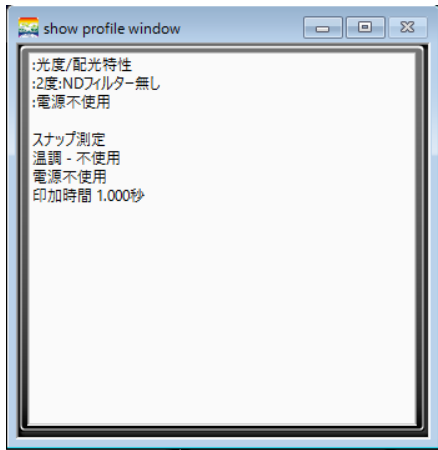 show profile window
:光度/配光特性
:2度:NDフィルター無し
:電源不使用
スナップ測定
温調 - 不使用
電源不使用
印加時間 1.000秒